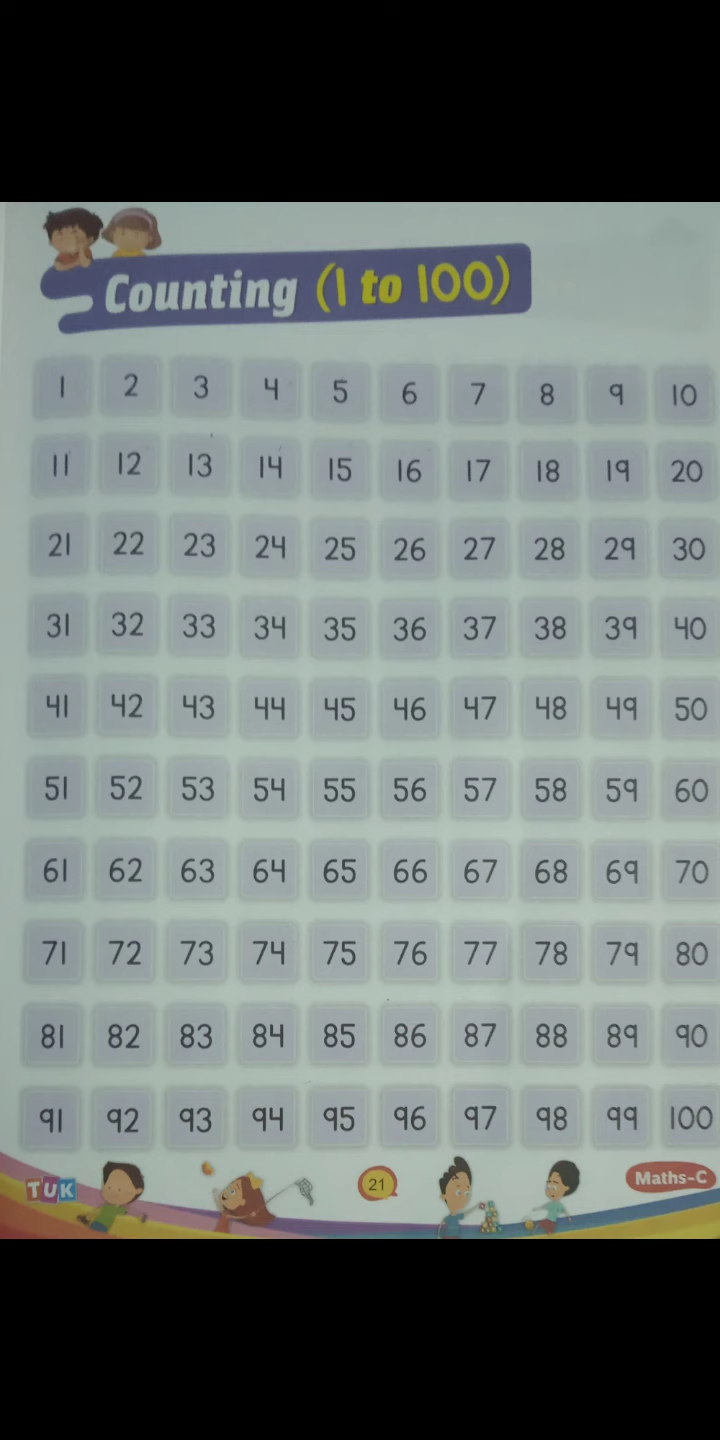 Counting (1 to 100)
1 2 3 4 5 6 7 8 9 10
11 12 13 14 15 16 17 18 19 20
21 22 23 24 25 26 27 28 29 30
31 32 33 34 35 36 37 38 39 40
41 42 43 44 45 46 47 48 49 50
51 52 53 54 55 56 57 58 59 60
61 62 63 64 65 66 67 68 69 70
71 72 73 74 75 76 77 78 79 80
81 82 83 84 85 86 87 88 89 90
91 92 93 94 95 96 97 98 99 100
TUK 21 Maths-C